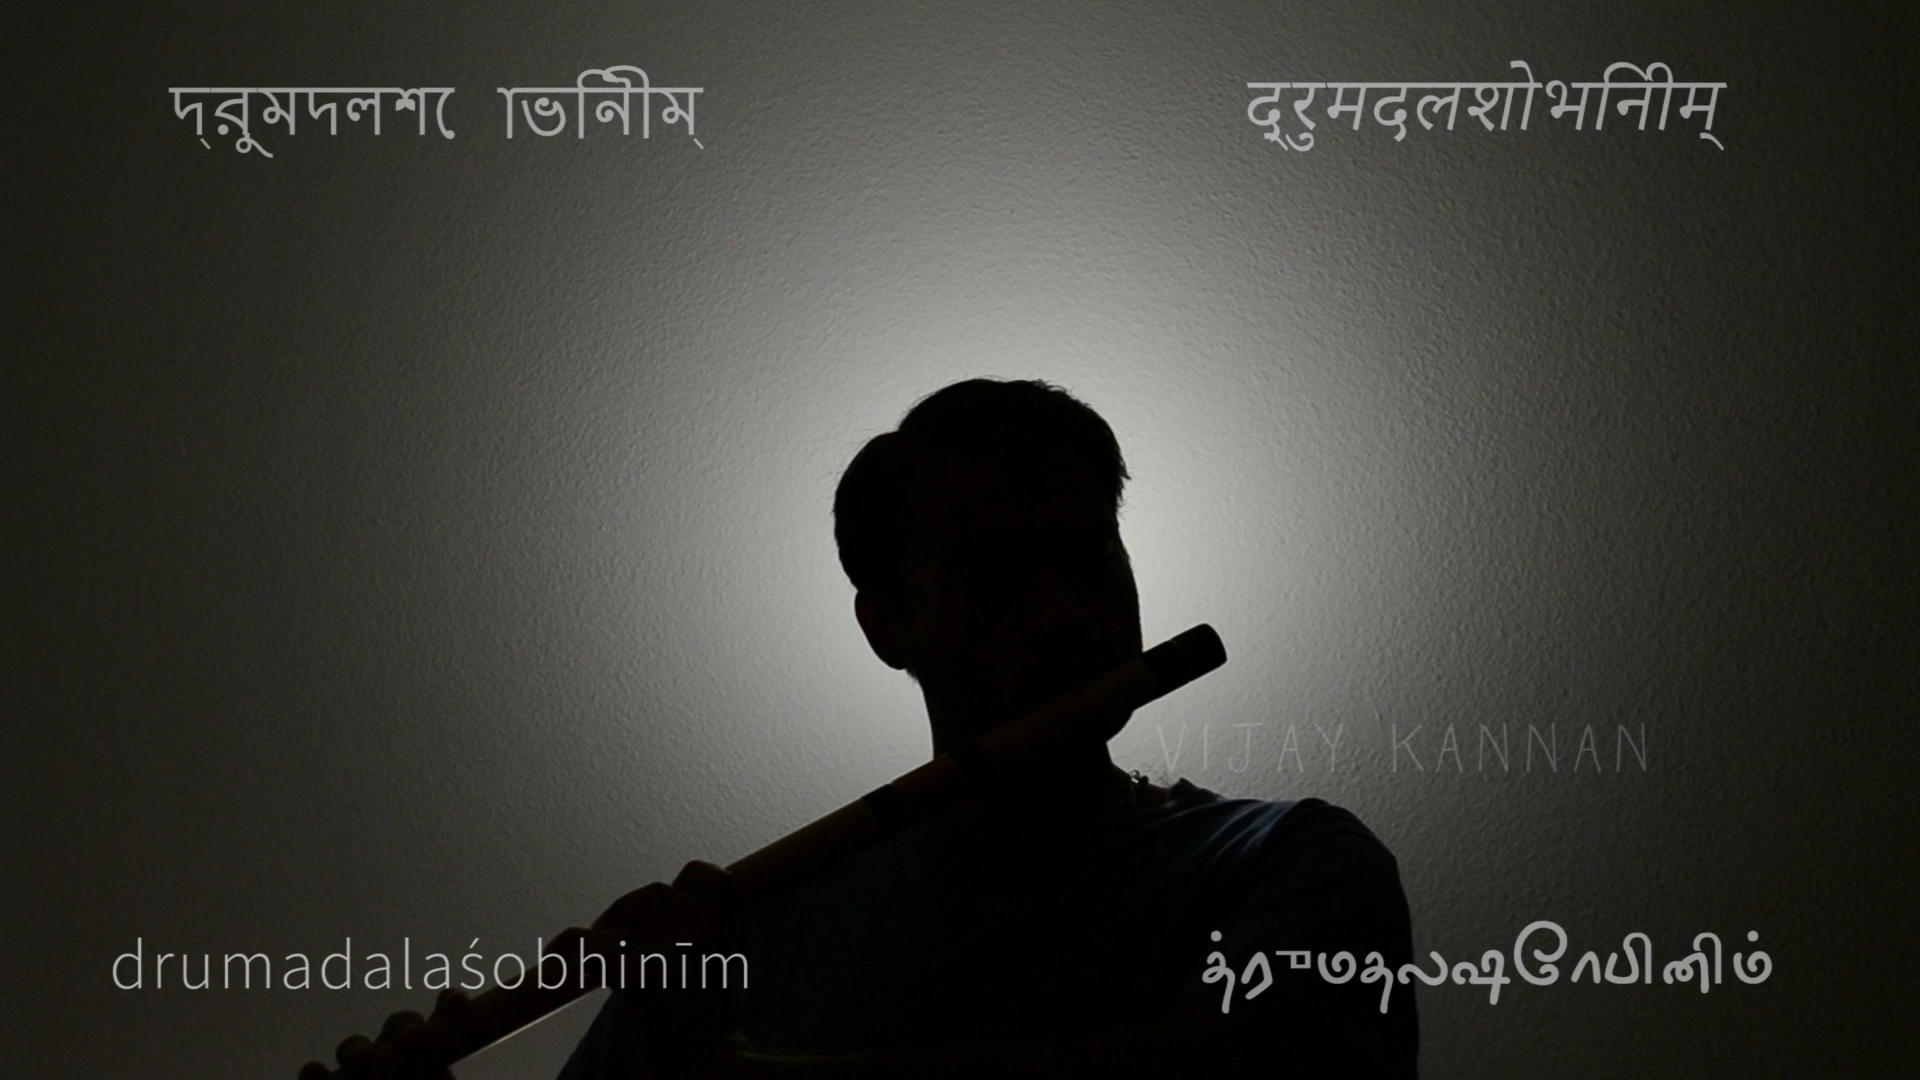 দ্রুমদলশোভিনীম্
द्रुमदलशोभिनीम्
VIJAY KANNAN
drumadalaśobhinīm
த்ருமதலஷோபினிம்